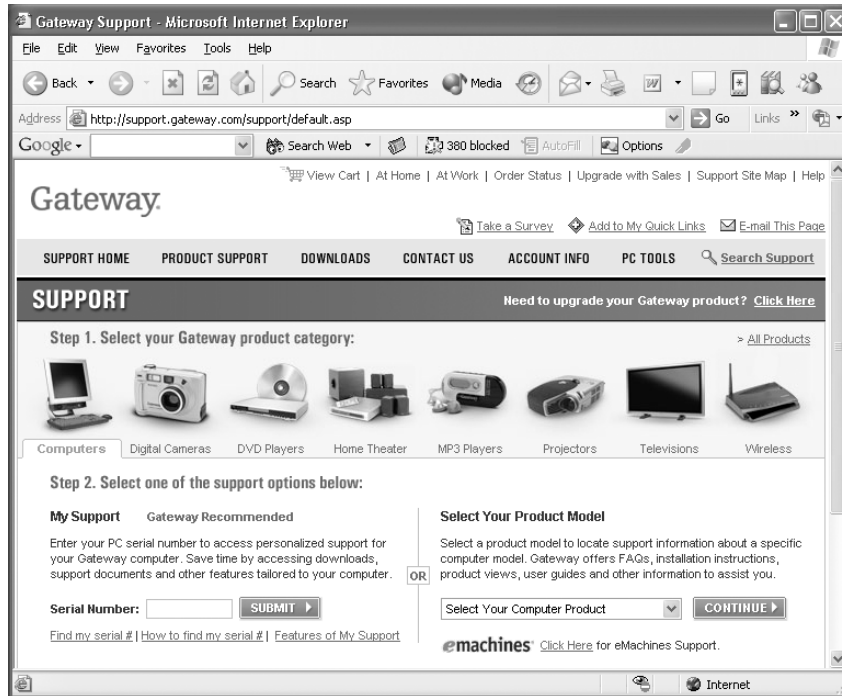 Gateway Support - Microsoft Internet Explorer
File Edit View Favorites Tools Help
Back Search Favorites Media
Address http://support.gateway.com/support/default.asp Go Links »
Google Search Web 380 blocked AutoFill Options
View Cart | At Home | At Work | Order Status | Upgrade with Sales | Support Site Map | Help
Gateway.
Take a Survey Add to My Quick Links E-mail This Page
SUPPORT HOME PRODUCT SUPPORT DOWNLOADS CONTACT US ACCOUNT INFO PC TOOLS Search Support
SUPPORT Need to upgrade your Gateway product? Click Here
Step 1. Select your Gateway product category: > All Products
Computers Digital Cameras DVD Players Home Theater MP3 Players Projectors Televisions Wireless
Step 2. Select one of the support options below:
My Support Gateway Recommended
Enter your PC serial number to access personalized support for
your Gateway computer. Save time by accessing downloads,
support documents and other features tailored to your computer.
Serial Number: SUBMIT
Find my serial # | How to find my serial # | Features of My Support
OR
Select Your Product Model
Select a product model to locate support information about a specific
computer model. Gateway offers FAQs, installation instructions,
product views, user guides and other information to assist you.
Select Your Computer Product CONTINUE
emachines Click Here for eMachines Support.
Internet